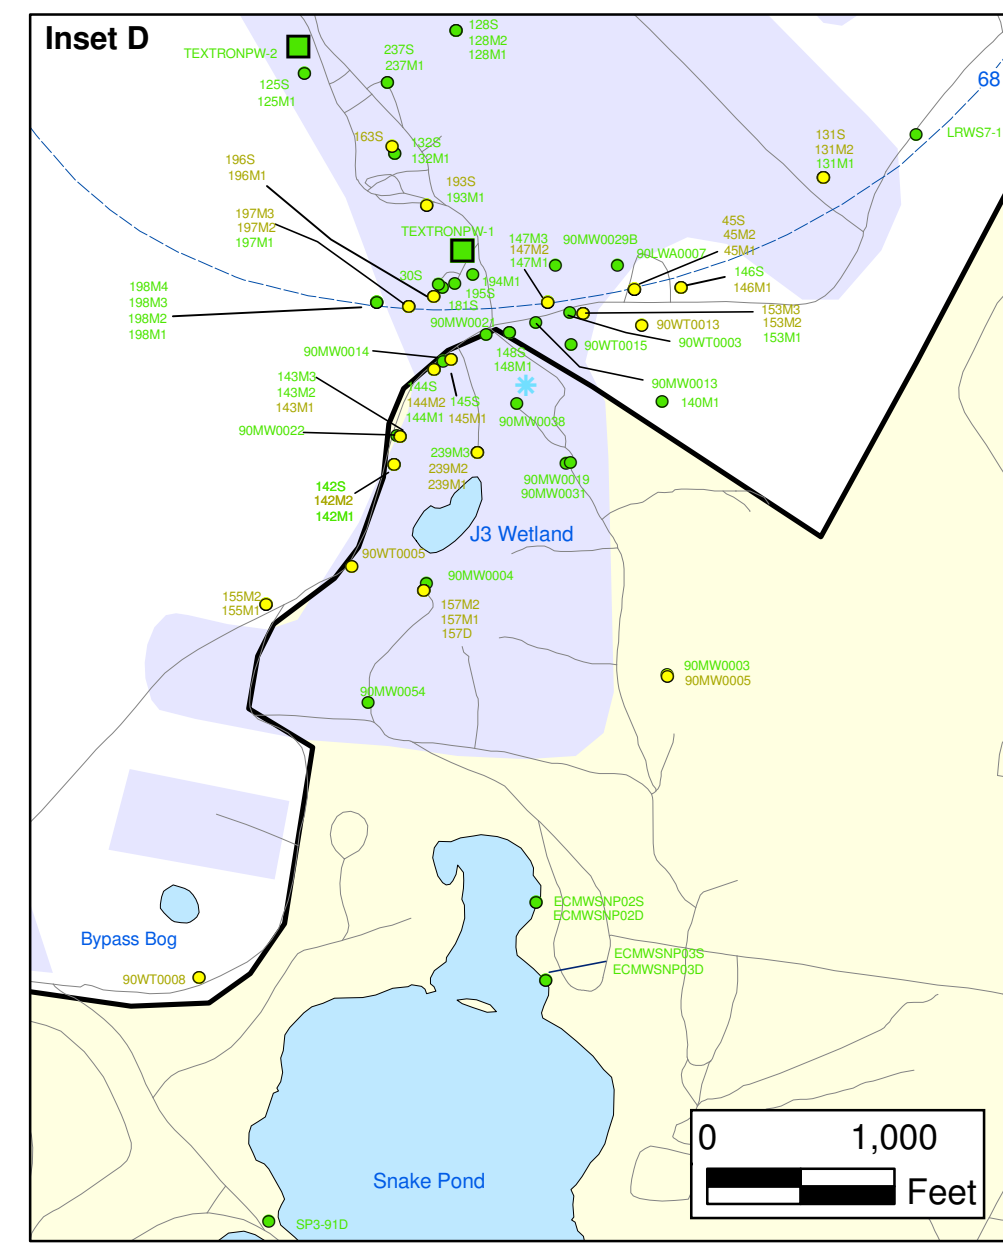 Inset D
128S
128M2
128M1
TEXTRONPW-2
237S
237M1
125S
125M1
68
LRWS7-1
163S
132S
132M1
131S
131M2
131M1
196S
196M1
193S
193M1
197M3
197M2
197M1
TEXTRONPW-1
147M3
147M2
147M1
90MW0029B
90LWA0007
45S
45M2
45M1
146S
146M1
198M4
198M3
198M2
198M1
30S
194M1
195S
181S
153M3
153M2
153M1
90WT0013
90WT0003
90WT0015
90MW0013
140M1
148S
148M1
90MW0014
143M3
143M2
143M1
144S
144M2
144M1
145S
145M1
90MW0038
90MW0022
239M3
239M2
239M1
90MW0019
90MW0031
142S
142M2
142M1
J3 Wetland
90WT0005
90MW0004
155M2
155M1
157M2
157M1
157D
90MW0003
90MW0005
90MW0054
ECMWSNP02S
ECMWSNP02D
Bypass Bog
ECMWSNP03S
ECMWSNP03D
90WT0008
Snake Pond
SP3-91D
0 1,000
Feet